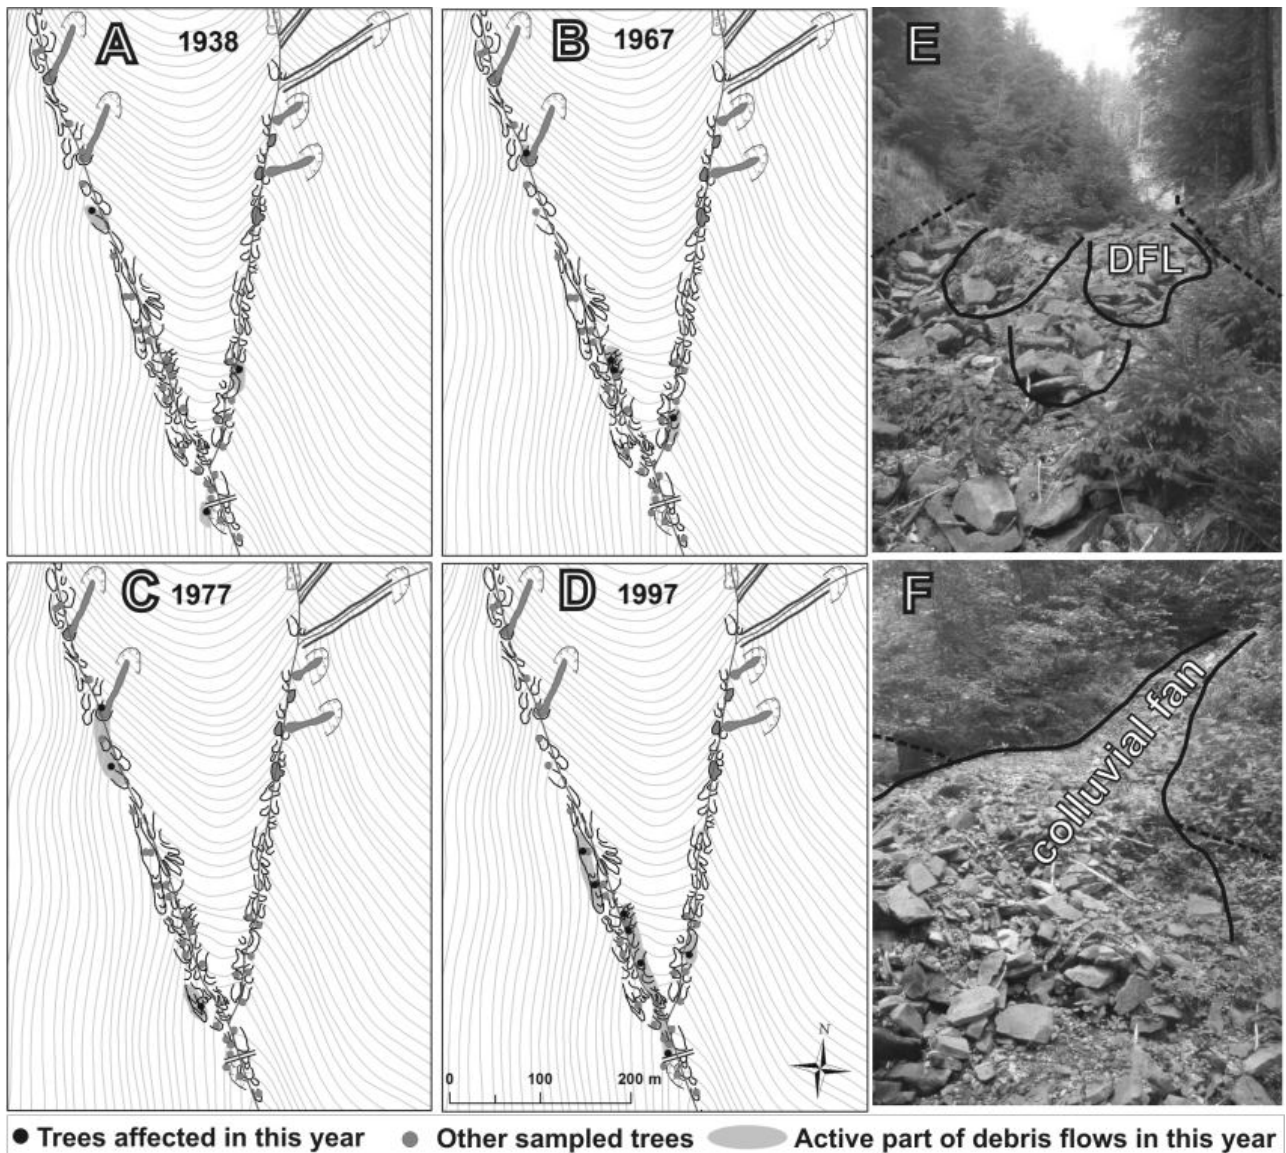 A 1938
B 1967
E
DFL
C 1977
D 1997
F
colluvial fan
N
0 100 200 m
Trees affected in this year Other sampled trees Active part of debris flows in this year